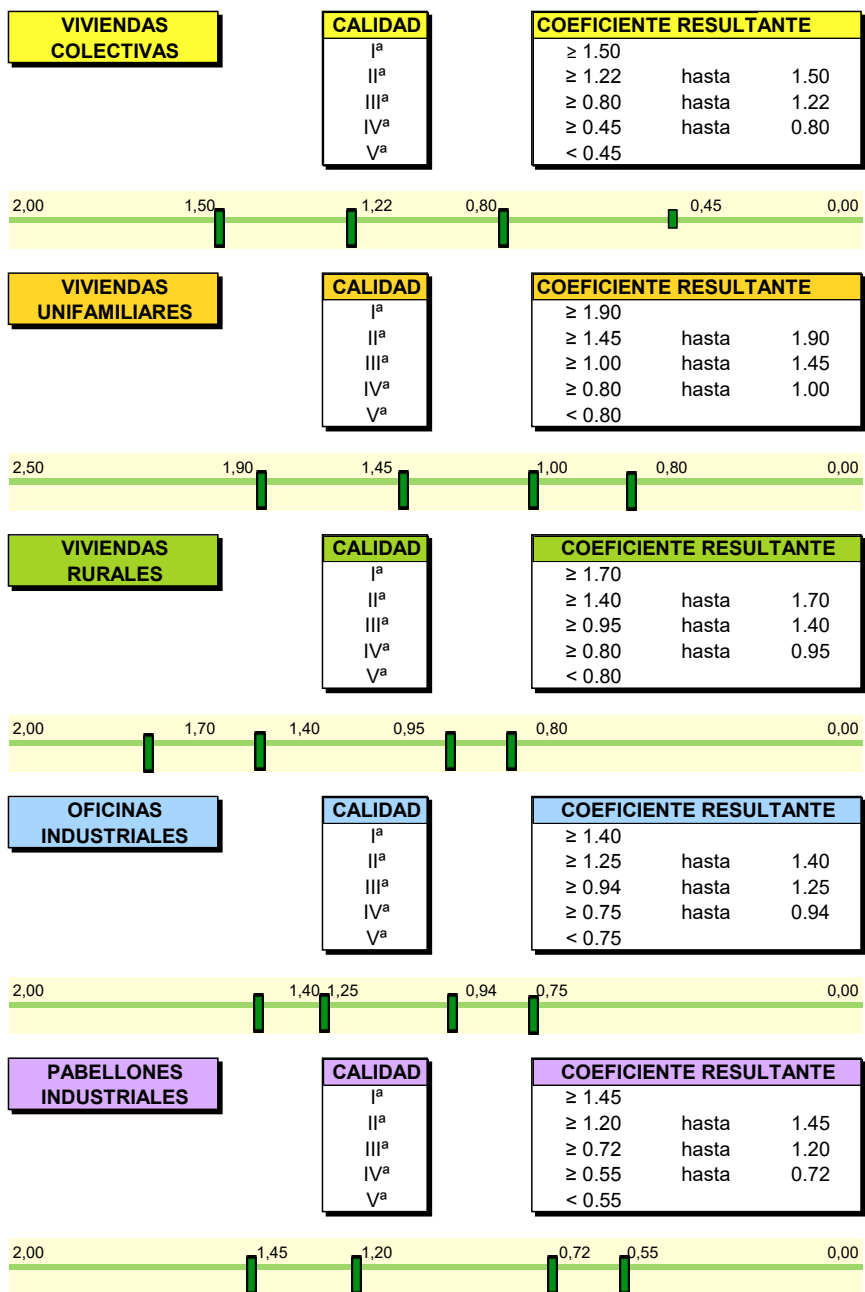 VIVIENDAS COLECTIVAS
CALIDAD COEFICIENTE RESULTANTE
Iª ≥ 1.50
IIª ≥ 1.22 hasta 1.50
IIIª ≥ 0.80 hasta 1.22
IVª ≥ 0.45 hasta 0.80
Vª < 0.45
2,00 1,50 1,22 0,80 0,45 0,00
VIVIENDAS UNIFAMILIARES
CALIDAD COEFICIENTE RESULTANTE
Iª ≥ 1.90
IIª ≥ 1.45 hasta 1.90
IIIª ≥ 1.00 hasta 1.45
IVª ≥ 0.80 hasta 1.00
Vª < 0.80
2,50 1,90 1,45 1,00 0,80 0,00
VIVIENDAS RURALES
CALIDAD COEFICIENTE RESULTANTE
Iª ≥ 1.70
IIª ≥ 1.40 hasta 1.70
IIIª ≥ 0.95 hasta 1.40
IVª ≥ 0.80 hasta 0.95
Vª < 0.80
2,00 1,70 1,40 0,95 0,80 0,00
OFICINAS INDUSTRIALES
CALIDAD COEFICIENTE RESULTANTE
Iª ≥ 1.40
IIª ≥ 1.25 hasta 1.40
IIIª ≥ 0.94 hasta 1.25
IVª ≥ 0.75 hasta 0.94
Vª < 0.75
2,00 1,40 1,25 0,94 0,75 0,00
PABELLONES INDUSTRIALES
CALIDAD COEFICIENTE RESULTANTE
Iª ≥ 1.45
IIª ≥ 1.20 hasta 1.45
IIIª ≥ 0.72 hasta 1.20
IVª ≥ 0.55 hasta 0.72
Vª < 0.55
2,00 1,45 1,20 0,72 0,55 0,00